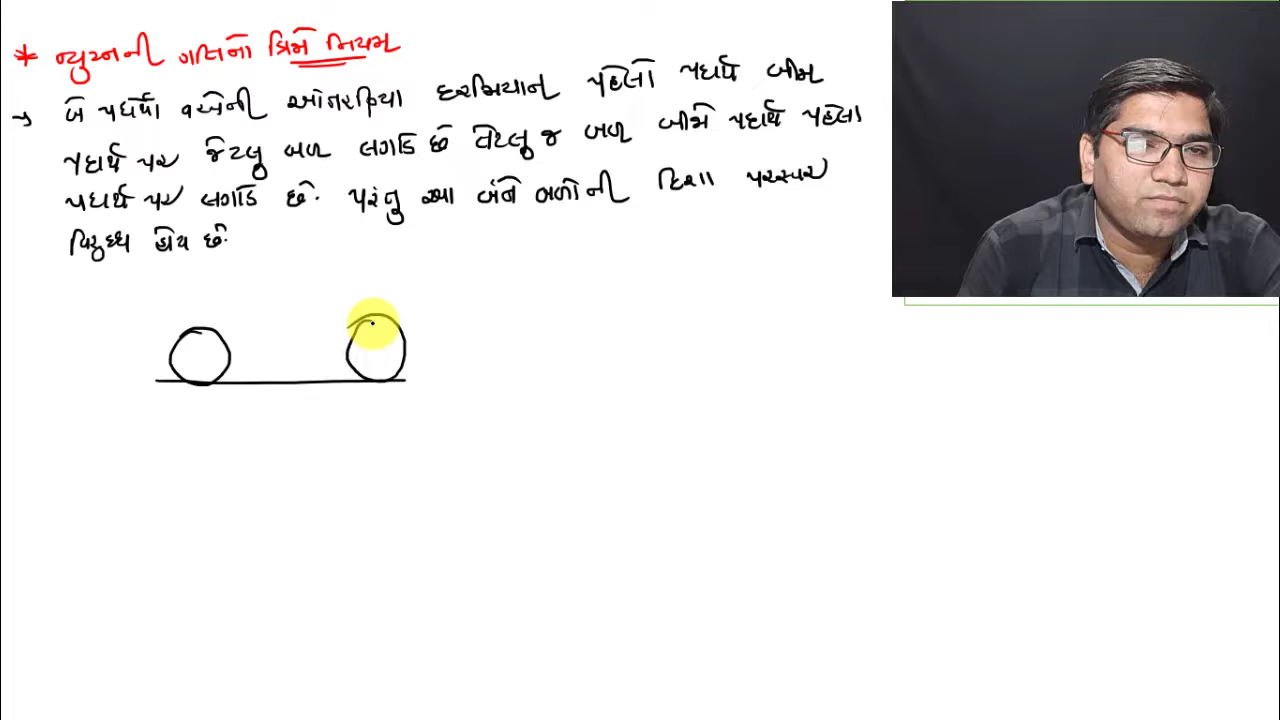 * ન્યુટનની ગતિનો ત્રિજો નિયમ
→ બે પદાર્થો વચ્ચેની આંતરક્રિયા દરમિયાન પહેલો પદાર્થ બીજા
પદાર્થ પર જેટલુ બળ લગાડે છે તેટલુ જ બળ બીજો પદાર્થ પહેલા
પદાર્થ પર લગાડે છે. પરંતુ આ બંને બળોની દિશા પરસ્પર
વિરુધ્ધ હોય છે.